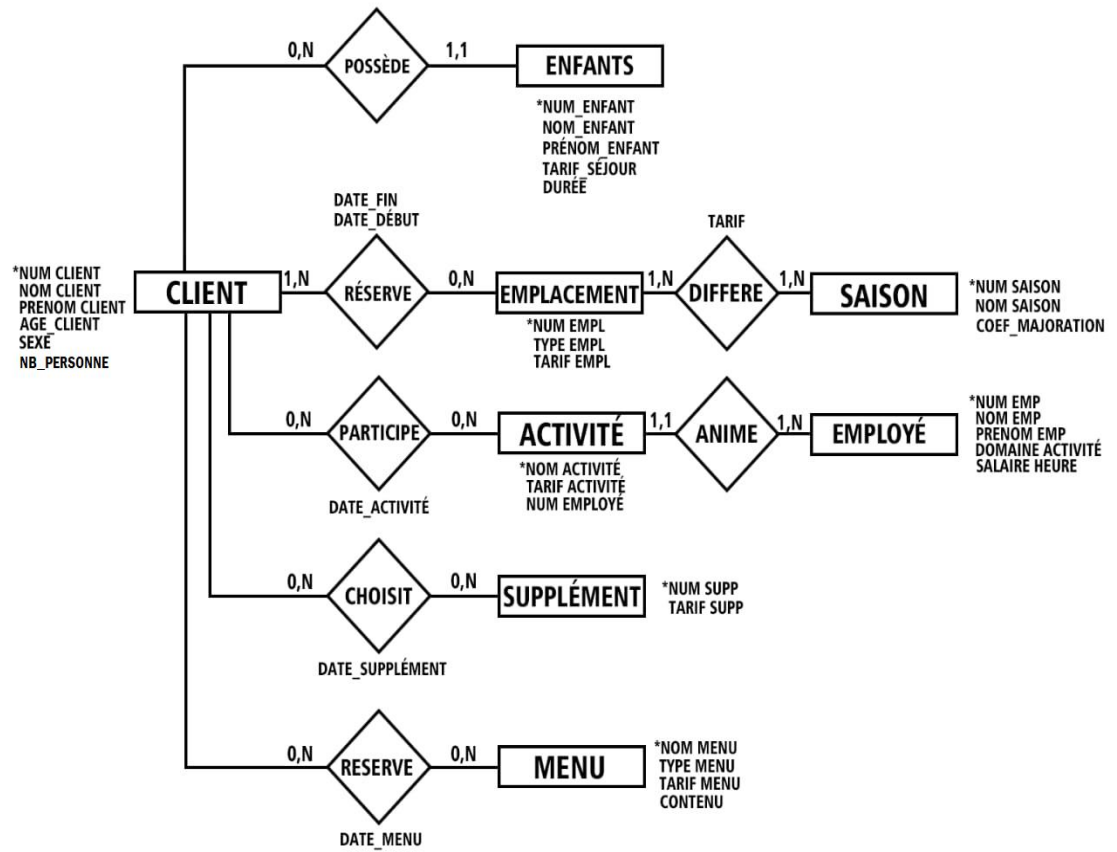 0,N
POSSÈDE
1,1
ENFANTS
*NUM_ENFANT
NOM_ENFANT
PRÉNOM_ENFANT
TARIF_SÉJOUR
DURÉE
DATE_FIN
DATE_DÉBUT
TARIF
*NUM CLIENT
NOM CLIENT
PRENOM CLIENT
AGE_CLIENT
SEXE
NB_PERSONNE
CLIENT
1,N
RÉSERVE
0,N
EMPLACEMENT
1,N
DIFFERE
1,N
SAISON
*NUM SAISON
NOM SAISON
COEF_MAJORATION
*NUM EMPL
TYPE EMPL
TARIF EMPL
0,N
PARTICIPE
0,N
ACTIVITÉ
1,1
ANIME
1,N
EMPLOYÉ
*NUM EMP
NOM EMP
PRENOM EMP
DOMAINE ACTIVITÉ
SALAIRE HEURE
*NOM ACTIVITÉ
TARIF ACTIVITÉ
NUM EMPLOYÉ
DATE_ACTIVITÉ
0,N
CHOISIT
0,N
SUPPLÉMENT
*NUM SUPP
TARIF SUPP
DATE_SUPPLÉMENT
0,N
RESERVE
0,N
MENU
*NOM MENU
TYPE MENU
TARIF MENU
CONTENU
DATE_MENU